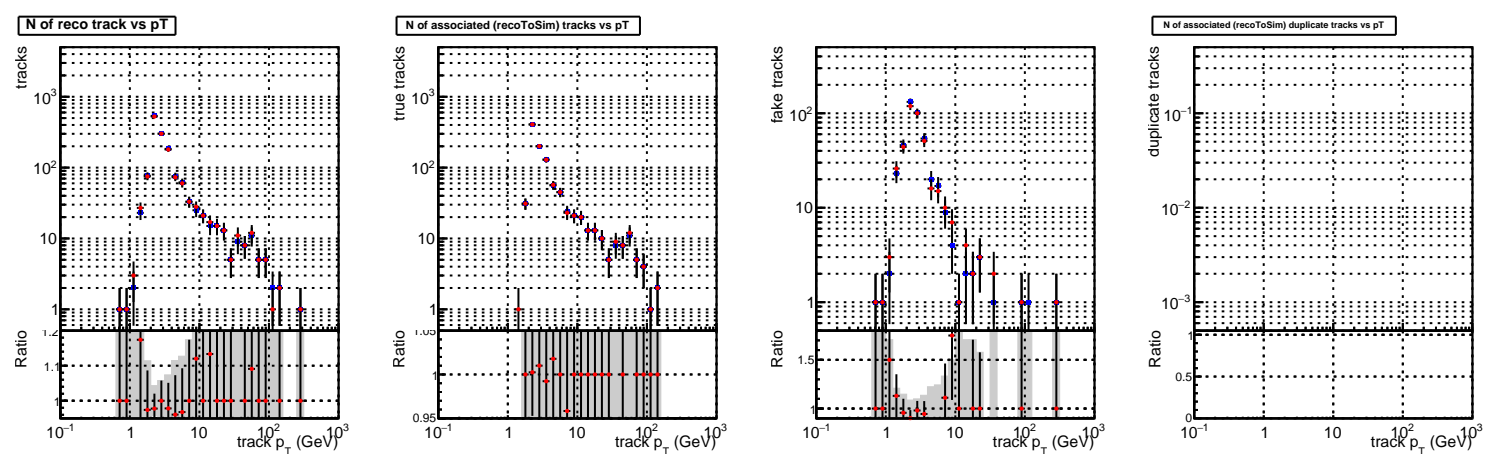 N of reco track vs pT
tracks
10³
10²
10
1
Ratio
1.2
1.1
1
10⁻¹ 1 10 10² 10³
track p_T (GeV)
N of associated (recoToSim) tracks vs pT
true tracks
10³
10²
10
1
Ratio
1.05
1
0.95
10⁻¹ 1 10 10² 10³
track p_T (GeV)
fake tracks
10²
10
1
Ratio
1.5
1
10⁻¹ 1 10 10² 10³
track p_T (GeV)
N of associated (recoToSim) duplicate tracks vs pT
duplicate tracks
10⁻¹
10⁻²
10⁻³
Ratio
1
0.5
0
10⁻¹ 1 10 10² 10³
track p_T (GeV)